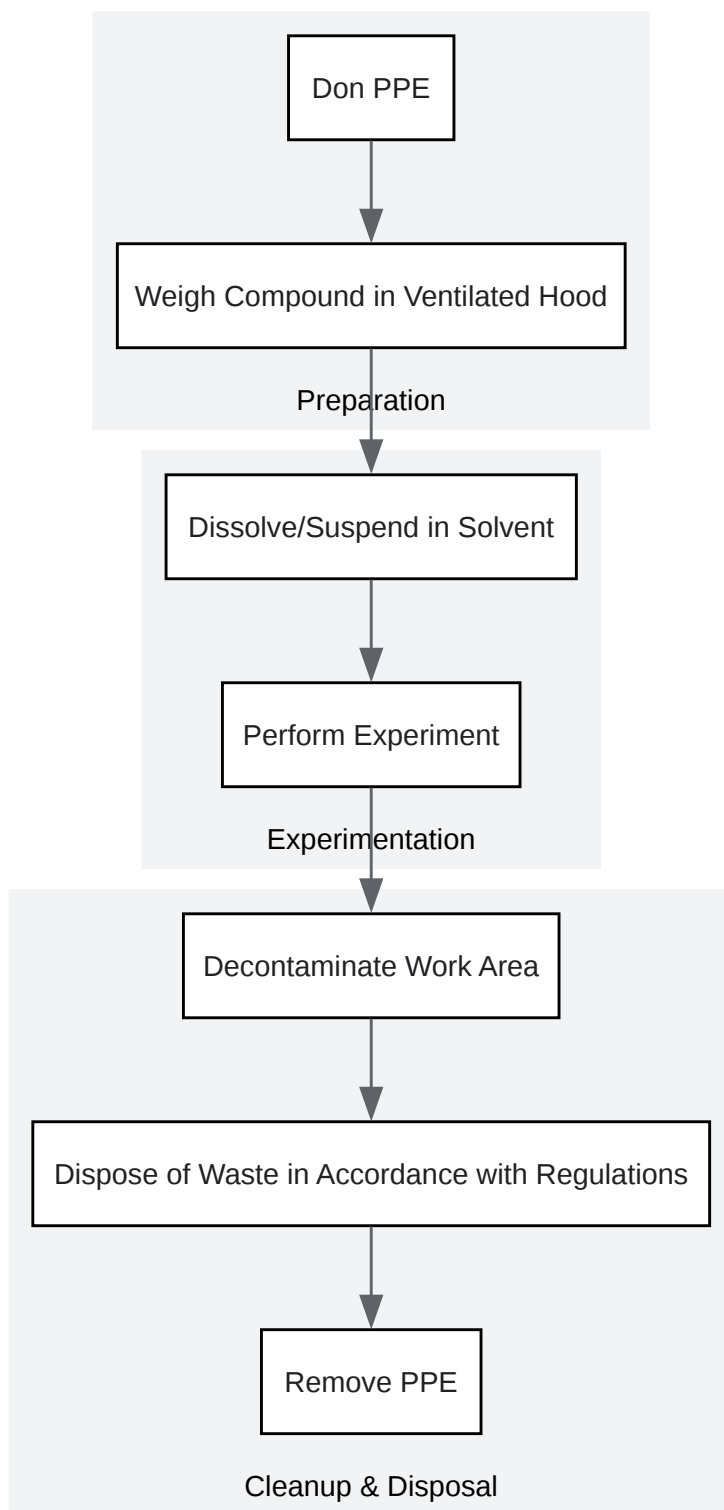 Don PPE
Weigh Compound in Ventilated Hood
Preparation
Dissolve/Suspend in Solvent
Perform Experiment
Experimentation
Decontaminate Work Area
Dispose of Waste in Accordance with Regulations
Remove PPE
Cleanup & Disposal